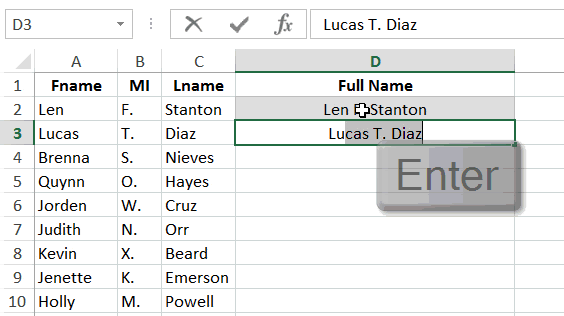 D3 fx Lucas T. Diaz
A B C D
1 Fname MI Lname Full Name
2 Len F. Stanton Len Stanton
3 Lucas T. Diaz Lucas T. Diaz
Enter
4 Brenna S. Nieves
5 Quynn O. Hayes
6 Jorden W. Cruz
7 Judith N. Orr
8 Kevin X. Beard
9 Jenette K. Emerson
10 Holly M. Powell